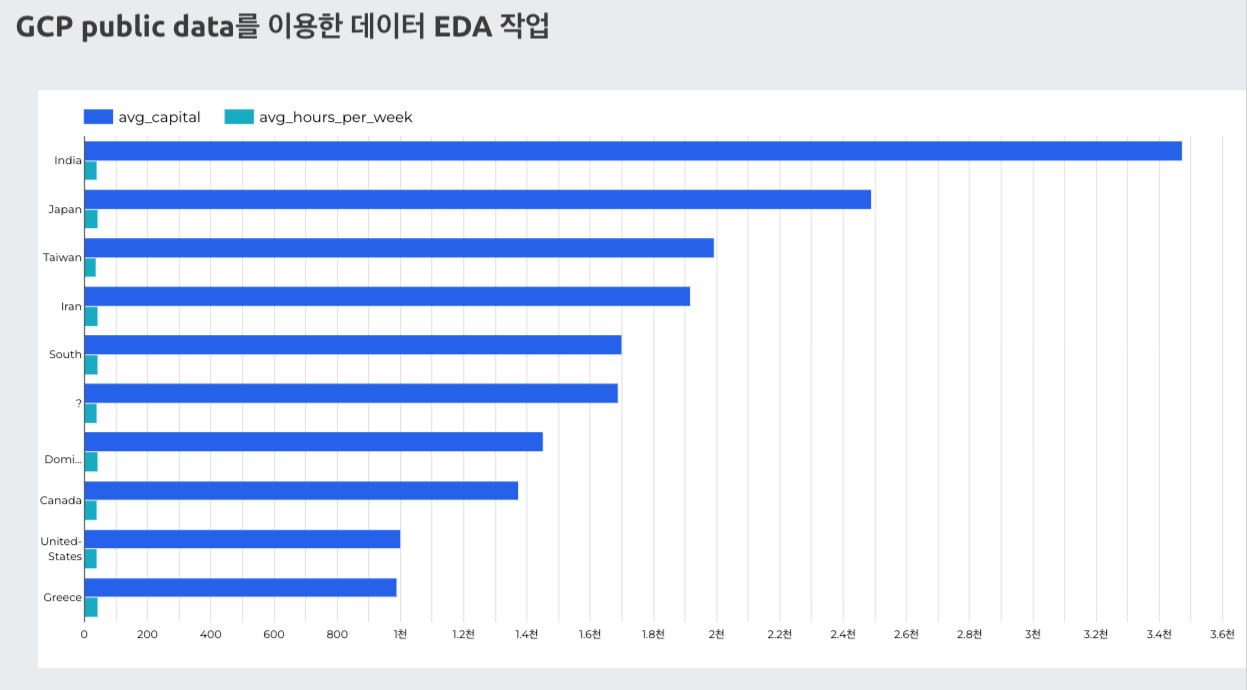 GCP public data를 이용한 데이터 EDA 작업
avg_capital avg_hours_per_week
India
Japan
Taiwan
Iran
South
?
Domi...
Canada
United-
States
Greece
0 200 400 600 800 1천 1.2천 1.4천 1.6천 1.8천 2천 2.2천 2.4천 2.6천 2.8천 3천 3.2천 3.4천 3.6천